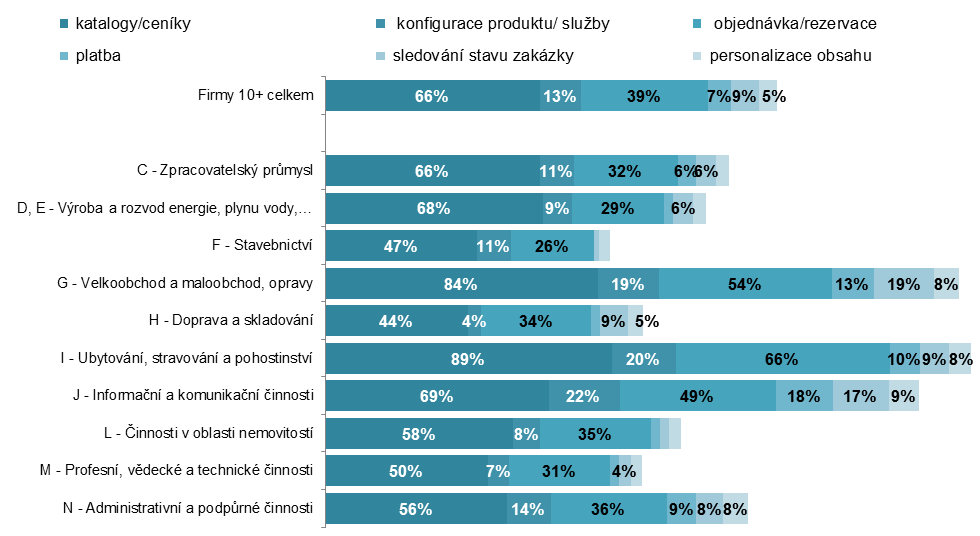 katalogy/ceníky konfigurace produktu/ služby objednávka/rezervace
platba sledování stavu zakázky personalizace obsahu
Firmy 10+ celkem 66% 13% 39% 7% 9% 5%
C - Zpracovatelský průmysl 66% 11% 32% 6% 6%
D, E - Výroba a rozvod energie, plynu vody,... 68% 9% 29% 6%
F - Stavebnictví 47% 11% 26%
G - Velkoobchod a maloobchod, opravy 84% 19% 54% 13% 19% 8%
H - Doprava a skladování 44% 4% 34% 9% 5%
I - Ubytování, stravování a pohostinství 89% 20% 66% 10% 9% 8%
J - Informační a komunikační činnosti 69% 22% 49% 18% 17% 9%
L - Činnosti v oblasti nemovitostí 58% 8% 35%
M - Profesní, vědecké a technické činnosti 50% 7% 31% 4%
N - Administrativní a podpůrné činnosti 56% 14% 36% 9% 8% 8%